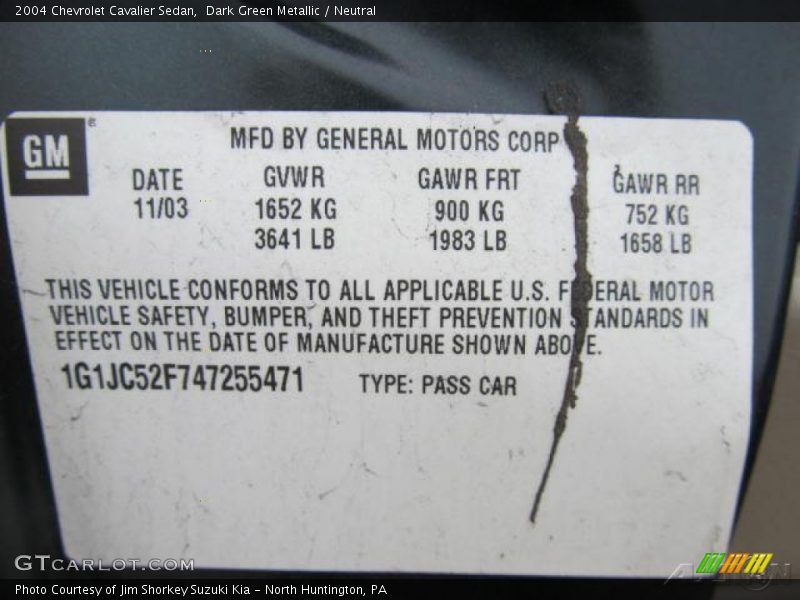 2004 Chevrolet Cavalier Sedan, Dark Green Metallic / Neutral
GM®
MFD BY GENERAL MOTORS CORP
DATE GVWR GAWR FRT GAWR RR
11/03 1652 KG 900 KG 752 KG
3641 LB 1983 LB 1658 LB
THIS VEHICLE CONFORMS TO ALL APPLICABLE U.S. FEDERAL MOTOR
VEHICLE SAFETY, BUMPER, AND THEFT PREVENTION STANDARDS IN
EFFECT ON THE DATE OF MANUFACTURE SHOWN ABOVE.
1G1JC52F747255471 TYPE: PASS CAR
GTCARLOT.COM
Photo Courtesy of Jim Shorkey Suzuki Kia - North Huntington, PA